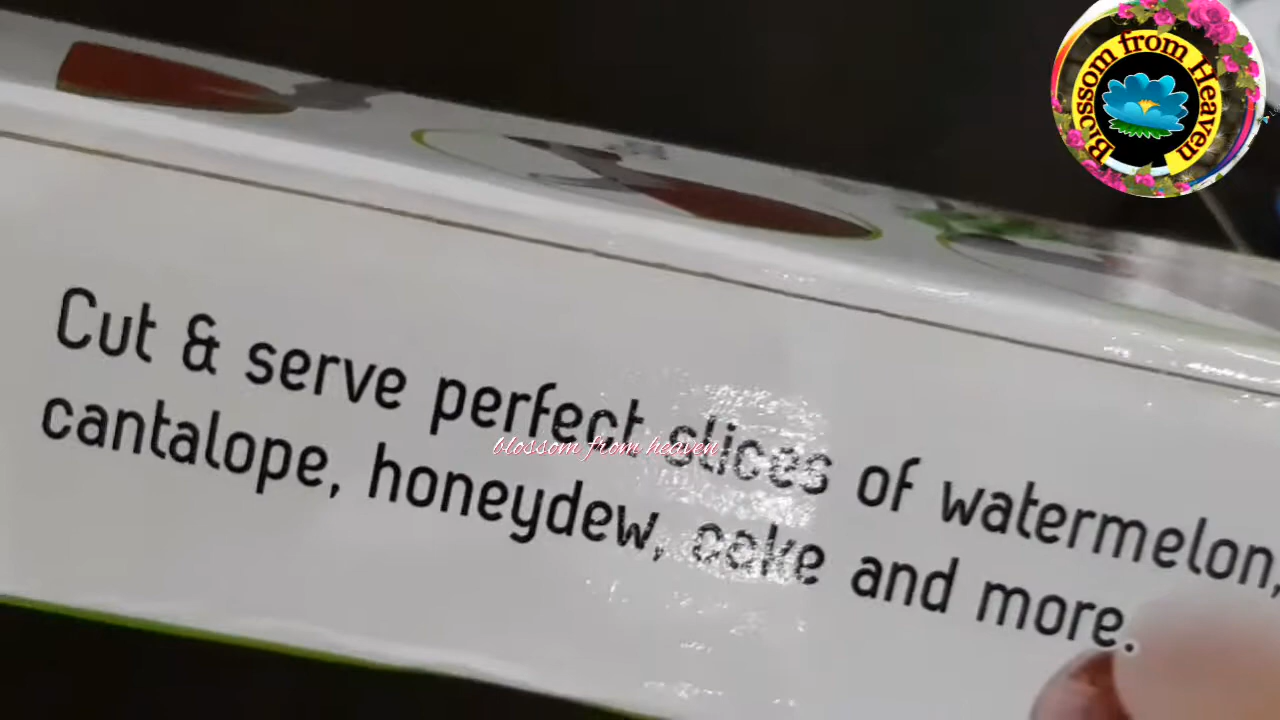 Blossom from Heaven
Cut & serve perfect slices of watermelon,
cantalope, honeydew, cake and more.
blossom from heaven